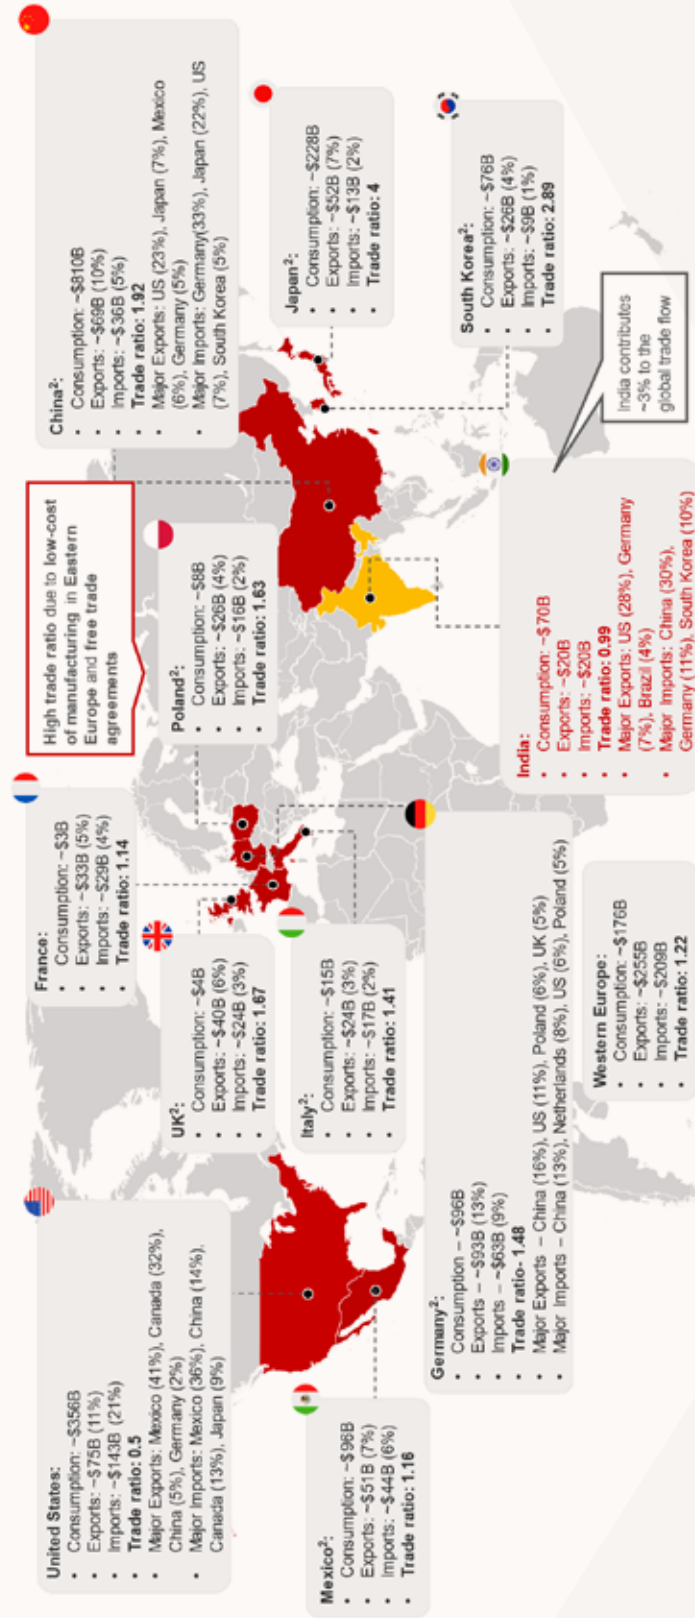 United States:
• Consumption: ~$356B
• Exports: ~$75B (11%)
• Imports: ~$143B (21%)
• Trade ratio: 0.5
• Major Exports: Mexico (41%), Canada (32%),
China (5%), Germany (2%)
• Major Imports: Mexico (36%), China (14%),
Canada (13%), Japan (9%)
Mexico²:
• Consumption: ~$96B
• Exports: ~$51B (7%)
• Imports: ~$44B (6%)
• Trade ratio: 1.16
France:
• Consumption: ~$3B
• Exports: ~$33B (5%)
• Imports: ~$29B (4%)
• Trade ratio: 1.14
UK²:
• Consumption: ~$4B
• Exports: ~$40B (6%)
• Imports: ~$24B (3%)
• Trade ratio: 1.67
Italy²:
• Consumption: ~$15B
• Exports: ~$24B (3%)
• Imports: ~$17B (2%)
• Trade ratio: 1.41
Germany²:
• Consumption – ~$96B
• Exports – ~$93B (13%)
• Imports – ~$63B (9%)
• Trade ratio- 1.48
• Major Exports – China (16%), US (11%), Poland (6%), UK (5%)
• Major Imports – China (13%), Netherlands (8%), US (6%), Poland (5%)
Western Europe:
• Consumption: ~$176B
• Exports: ~$255B
• Imports: ~$209B
• Trade ratio: 1.22
High trade ratio due to low-cost
of manufacturing in Eastern
Europe and free trade
agreements
Poland²:
• Consumption: ~$8B
• Exports: ~$26B (4%)
• Imports: ~$16B (2%)
• Trade ratio: 1.63
China²:
• Consumption: ~$810B
• Exports: ~$69B (10%)
• Imports: ~$36B (5%)
• Trade ratio: 1.92
• Major Exports: US (23%), Japan (7%), Mexico
(6%), Germany (5%)
• Major Imports: Germany(33%), Japan (22%), US
(7%), South Korea (5%)
Japan²:
• Consumption: ~$228B
• Exports: ~$52B (7%)
• Imports: ~$13B (2%)
• Trade ratio: 4
South Korea²:
• Consumption: ~$76B
• Exports: ~$26B (4%)
• Imports: ~$9B (1%)
• Trade ratio: 2.89
India:
• Consumption: ~$70B
• Exports: ~$20B
• Imports: ~$20B
• Trade ratio: 0.99
• Major Exports: US (28%), Germany
(7%), Brazil (4%)
• Major Imports: China (30%),
Germany (11%), South Korea (10%)
India contributes
~3% to the
global trade flow